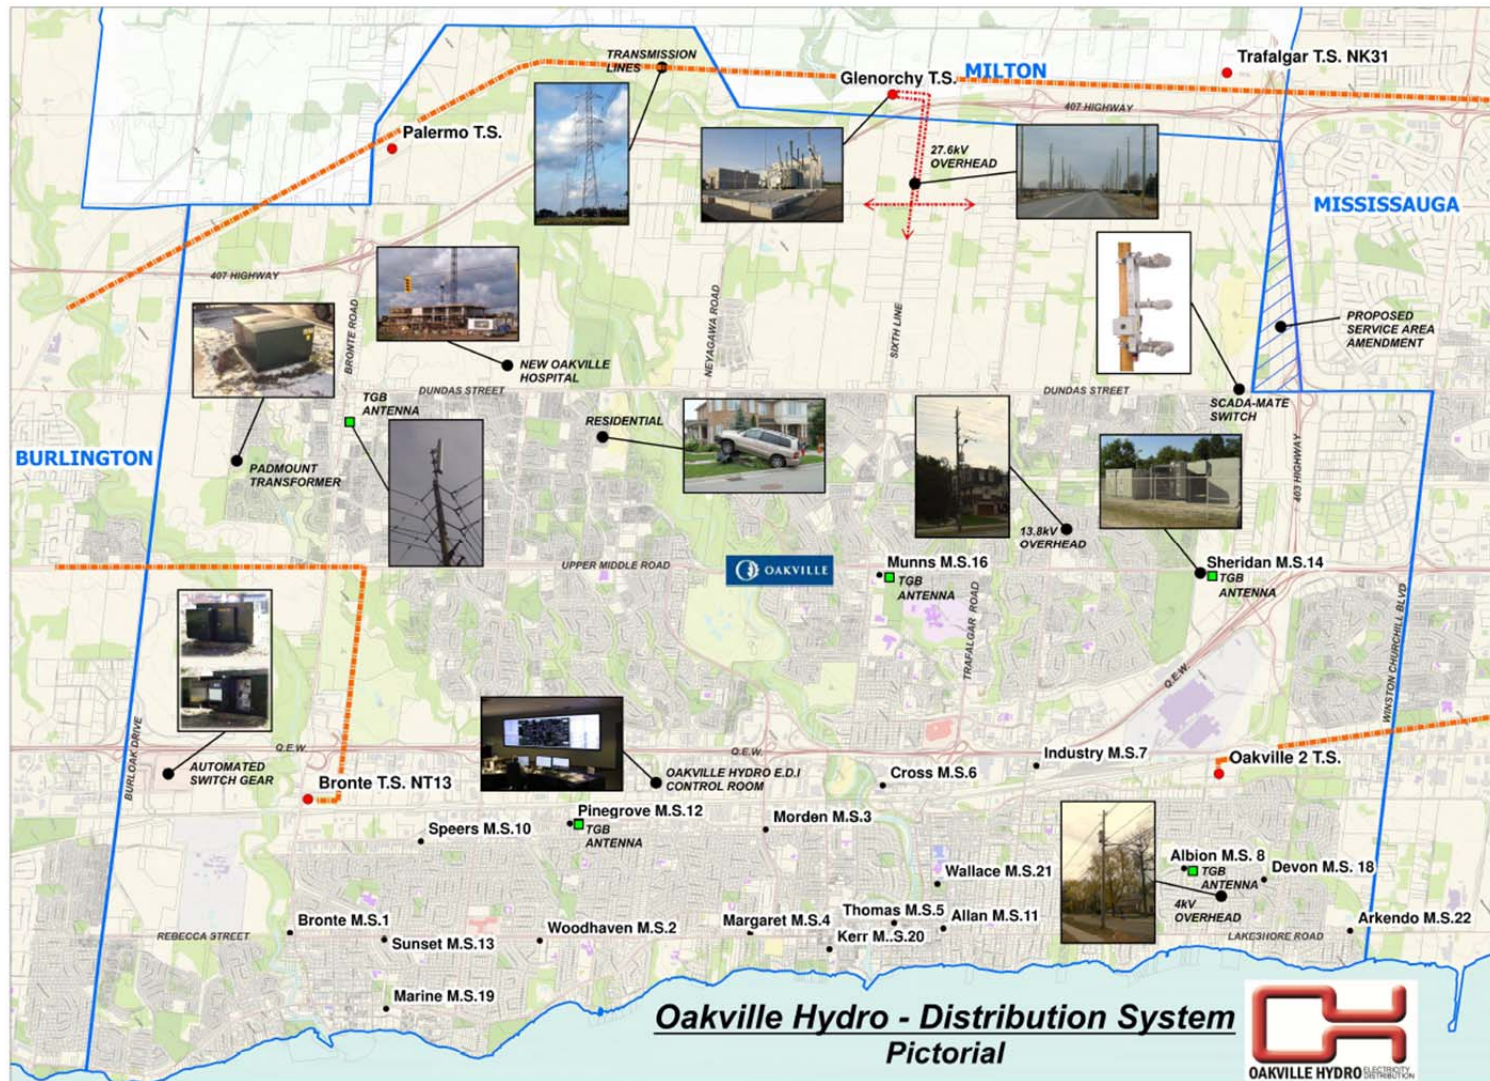 TRANSMISSION
LINES
MILTON
Trafalgar T.S. NK31
Glenorchy T.S.
407 HIGHWAY
Palermo T.S.
27.6kV
OVERHEAD
MISSISSAUGA
407 HIGHWAY
BRONTE ROAD
NEW OAKVILLE
HOSPITAL
NEYAGAWA ROAD
SIXTH LINE
PROPOSED
SERVICE AREA
AMENDMENT
DUNDAS STREET
DUNDAS STREET
SCADA-MATE
SWITCH
TGB
ANTENNA
RESIDENTIAL
BURLINGTON
PADMOUNT
TRANSFORMER
403 HIGHWAY
13.8kV
OVERHEAD
UPPER MIDDLE ROAD
OAKVILLE
Munns M.S.16
TGB
ANTENNA
Sheridan M.S.14
TGB
ANTENNA
TRAFALGAR ROAD
WINSTON CHURCHILL BLVD
Q.E.W.
BURLOAK DRIVE
Q.E.W.
Q.E.W.
AUTOMATED
SWITCH GEAR
Bronte T.S. NT13
OAKVILLE HYDRO E.D.I
CONTROL ROOM
Cross M.S.6
Industry M.S.7
Oakville 2 T.S.
Pinegrove M.S.12
TGB
ANTENNA
Speers M.S.10
Morden M.S.3
Albion M.S. 8
TGB
ANTENNA
Devon M.S. 18
Wallace M.S.21
4kV
OVERHEAD
Bronte M.S.1
REBECCA STREET
Sunset M.S.13
Woodhaven M.S.2
Margaret M.S.4
Thomas M.S.5
Allan M.S.11
Kerr M..S.20
Arkendo M.S.22
LAKESHORE ROAD
Marine M.S.19
Oakville Hydro - Distribution System
Pictorial
OAKVILLE HYDRO ELECTRICITY
DISTRIBUTION